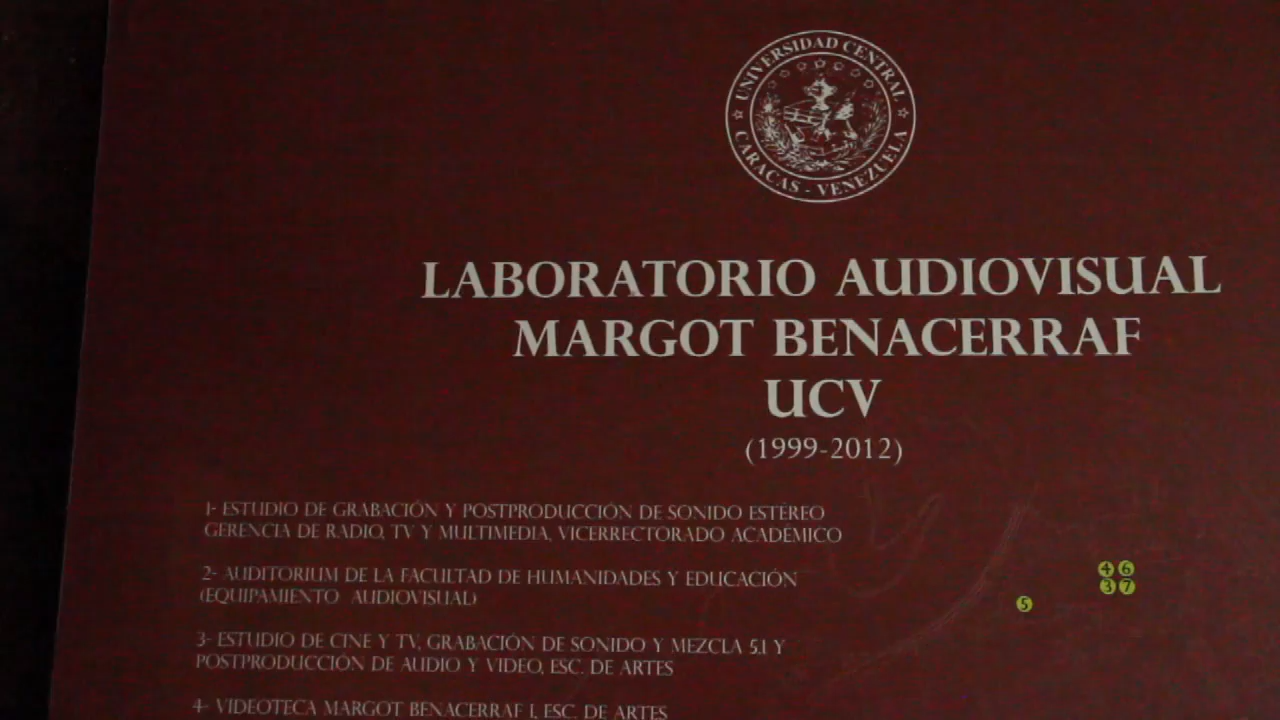 UNIVERSIDAD CENTRAL
CARACAS - VENEZUELA
LABORATORIO AUDIOVISUAL
MARGOT BENACERRAF
UCV
(1999-2012)
1- ESTUDIO DE GRABACIÓN Y POSTPRODUCCIÓN DE SONIDO ESTÉREO
GERENCIA DE RADIO, TV Y MULTIMEDIA, VICERRECTORADO ACADÉMICO
2- AUDITORIUM DE LA FACULTAD DE HUMANIDADES Y EDUCACIÓN
(EQUIPAMIENTO AUDIOVISUAL)
3- ESTUDIO DE CINE Y TV, GRABACIÓN DE SONIDO Y MEZCLA 5.1 Y
POSTPRODUCCIÓN DE AUDIO Y VIDEO, ESC. DE ARTES
4- VIDEOTECA MARGOT BENACERRAF I, ESC. DE ARTES
4 6
3 7
5